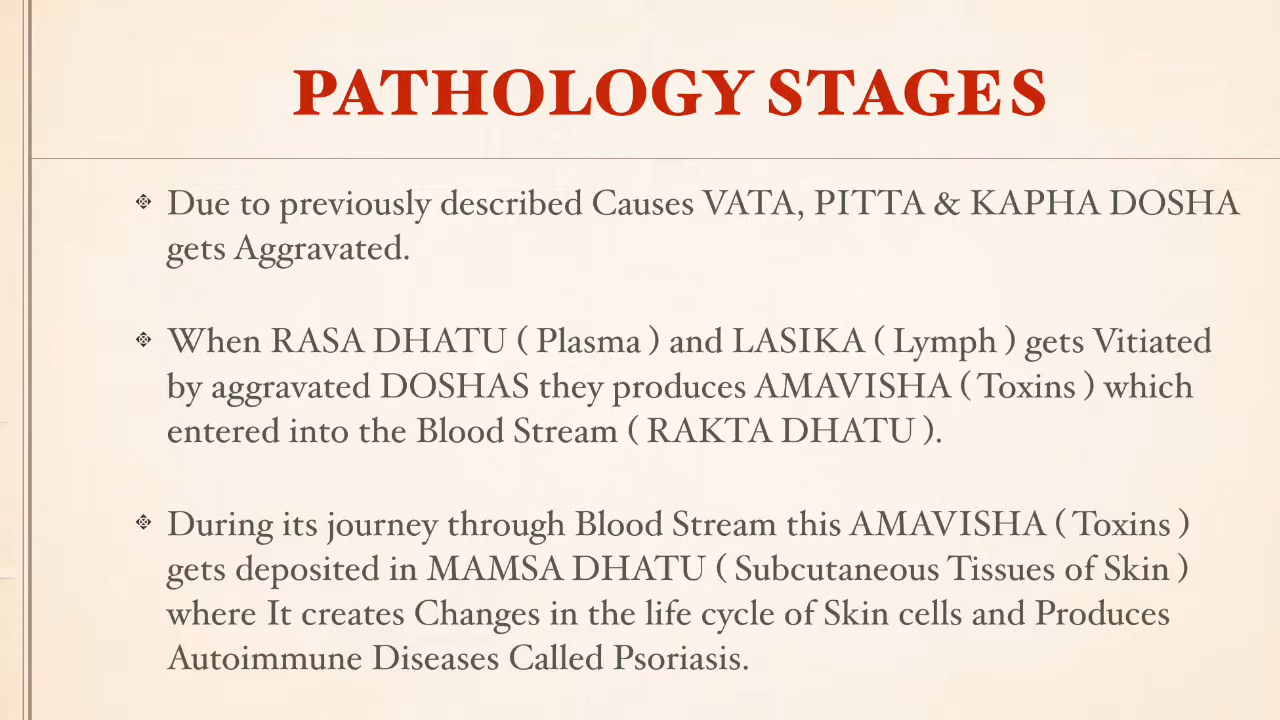 PATHOLOGY STAGES
Due to previously described Causes VATA, PITTA & KAPHA DOSHA
gets Aggravated.
When RASA DHATU ( Plasma ) and LASIKA ( Lymph ) gets Vitiated
by aggravated DOSHAS they produces AMAVISHA ( Toxins ) which
entered into the Blood Stream ( RAKTA DHATU ).
During its journey through Blood Stream this AMAVISHA ( Toxins )
gets deposited in MAMSA DHATU ( Subcutaneous Tissues of Skin )
where It creates Changes in the life cycle of Skin cells and Produces
Autoimmune Diseases Called Psoriasis.